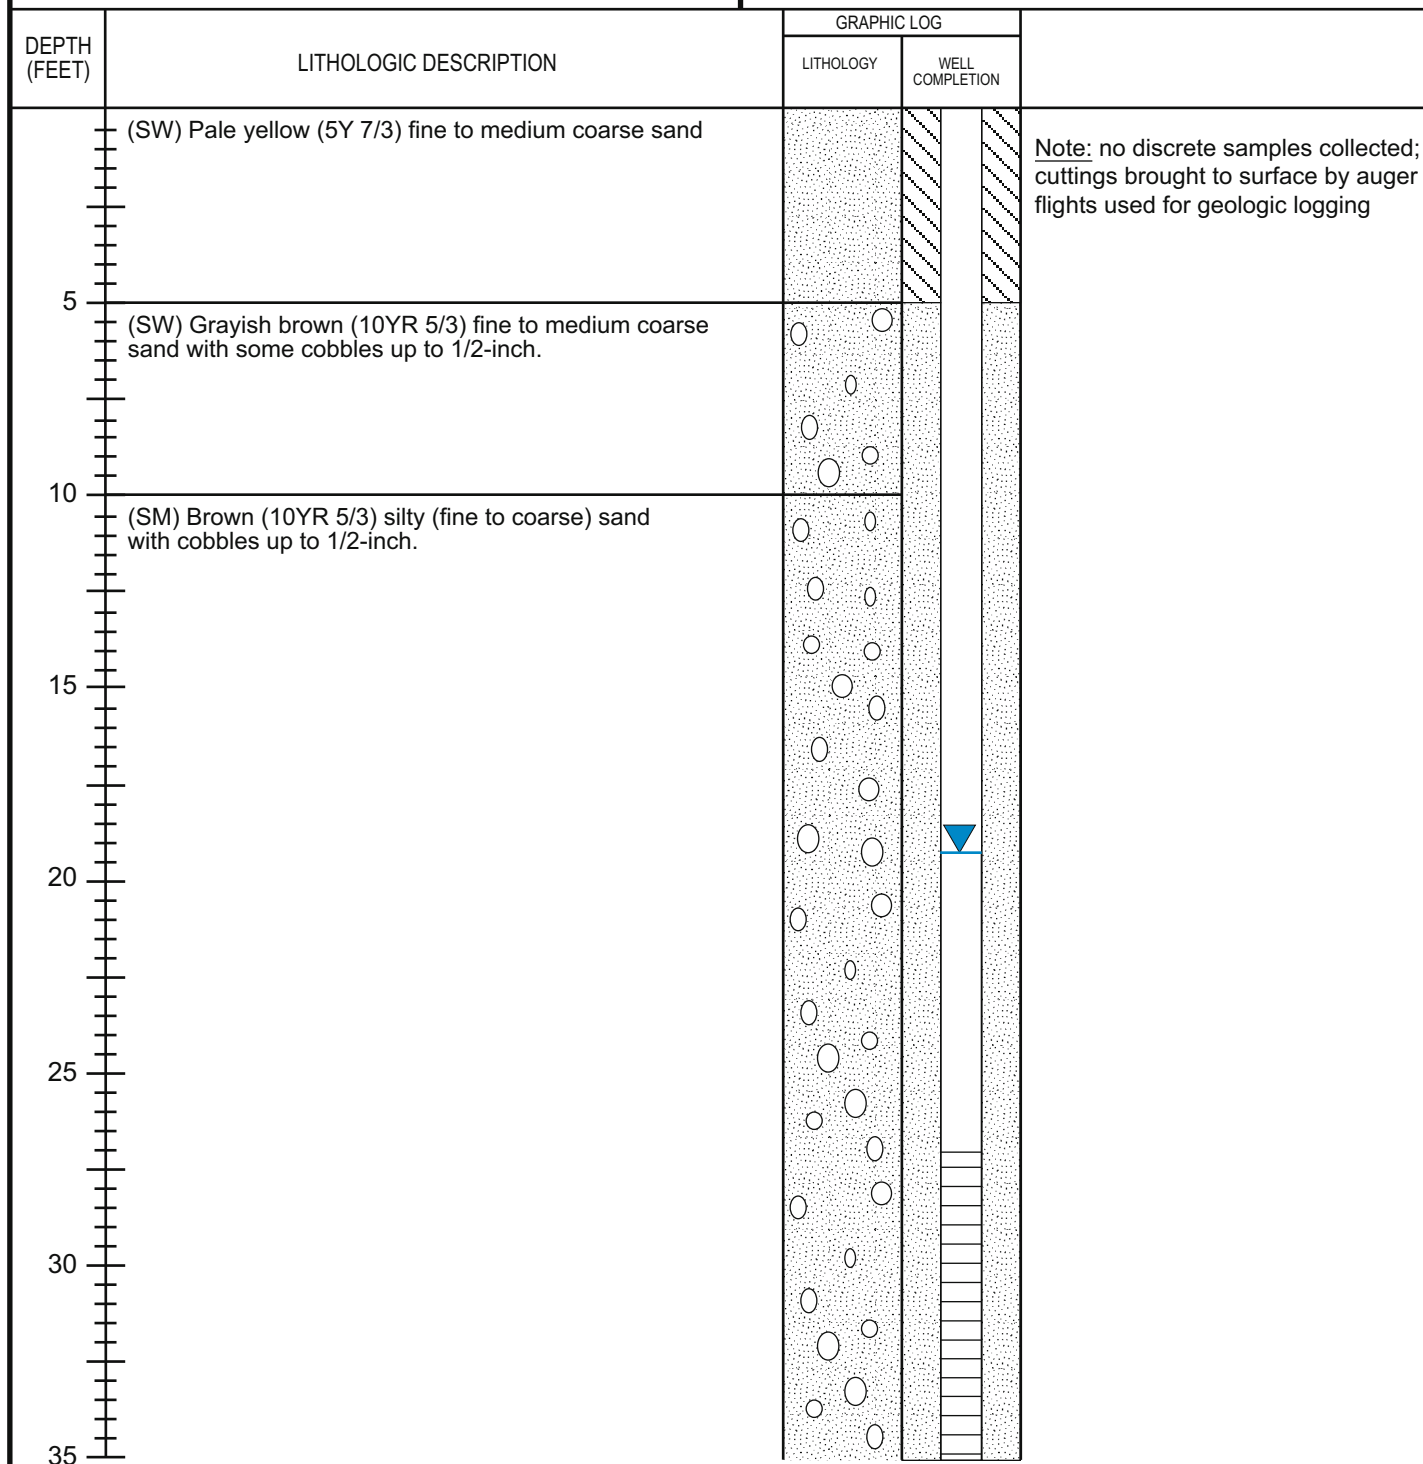 GRAPHIC LOG
DEPTH
(FEET)
LITHOLOGIC DESCRIPTION
LITHOLOGY
WELL
COMPLETION
(SW) Pale yellow (5Y 7/3) fine to medium coarse sand
Note: no discrete samples collected;
cuttings brought to surface by auger
flights used for geologic logging
5
(SW) Grayish brown (10YR 5/3) fine to medium coarse
sand with some cobbles up to 1/2-inch.
10
(SM) Brown (10YR 5/3) silty (fine to coarse) sand
with cobbles up to 1/2-inch.
15
20
25
30
35